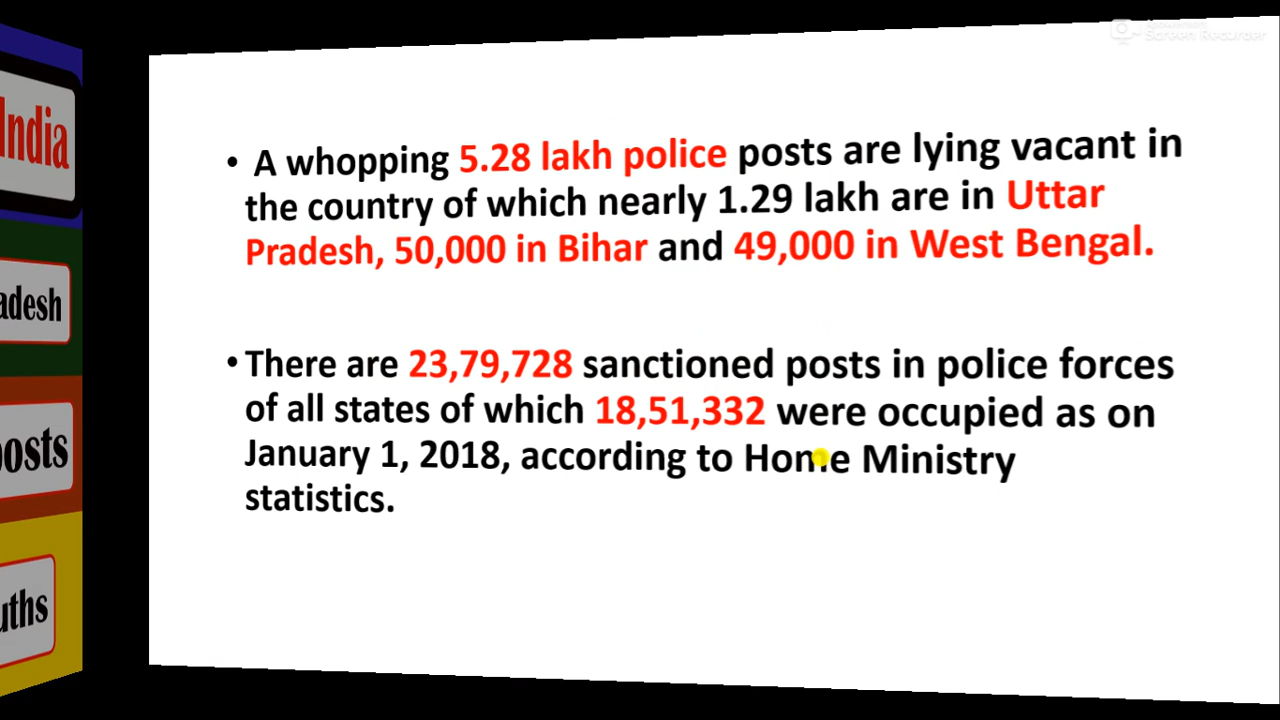 India
adesh
posts
uths
Screen Recorder
• A whopping 5.28 lakh police posts are lying vacant in
the country of which nearly 1.29 lakh are in Uttar
Pradesh, 50,000 in Bihar and 49,000 in West Bengal.
• There are 23,79,728 sanctioned posts in police forces
of all states of which 18,51,332 were occupied as on
January 1, 2018, according to Home Ministry
statistics.